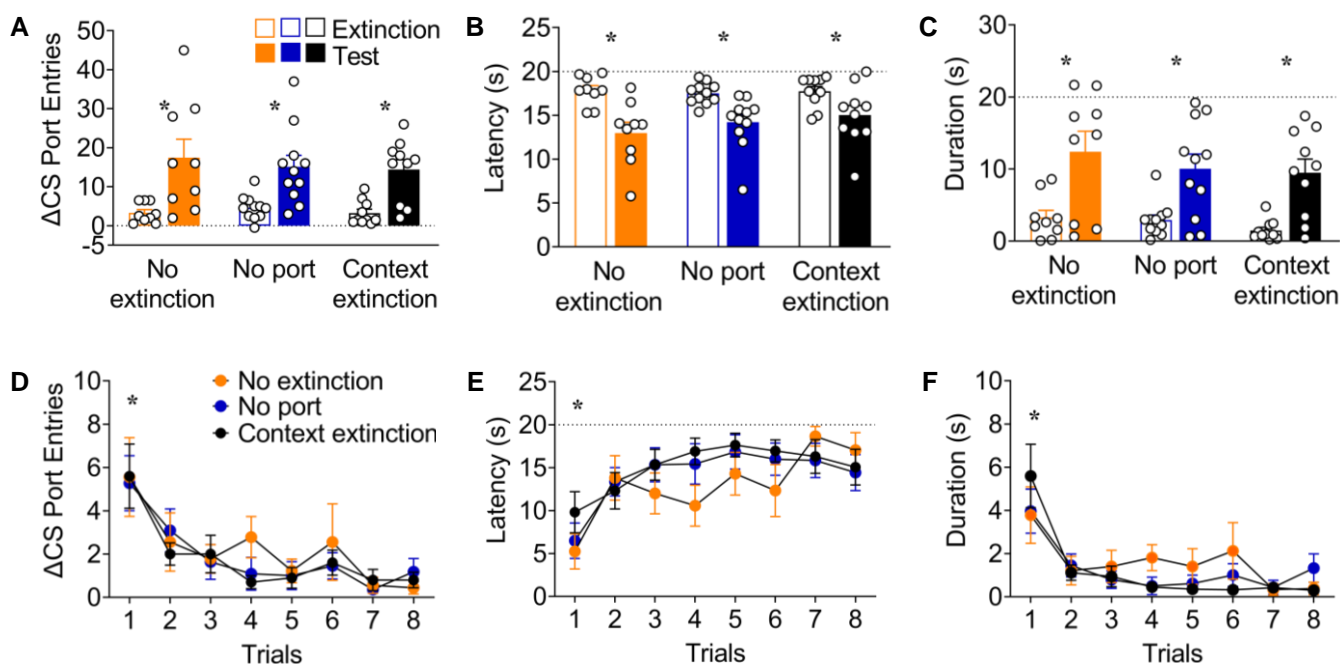 A
ΔCS Port Entries
50
40
30
20
10
0
-5
Extinction
Test
*
*
*
No
extinction
No port
Context
extinction
B
Latency (s)
25
20
15
10
5
0
*
*
*
No
extinction
No port
Context
extinction
C
Duration (s)
30
20
10
0
*
*
*
No
extinction
No port
Context
extinction
D
ΔCS Port Entries
10
8
6
4
2
0
*
No extinction
No port
Context extinction
1 2 3 4 5 6 7 8
Trials
E
Latency (s)
25
20
15
10
5
0
*
1 2 3 4 5 6 7 8
Trials
F
Duration (s)
10
8
6
4
2
0
*
1 2 3 4 5 6 7 8
Trials